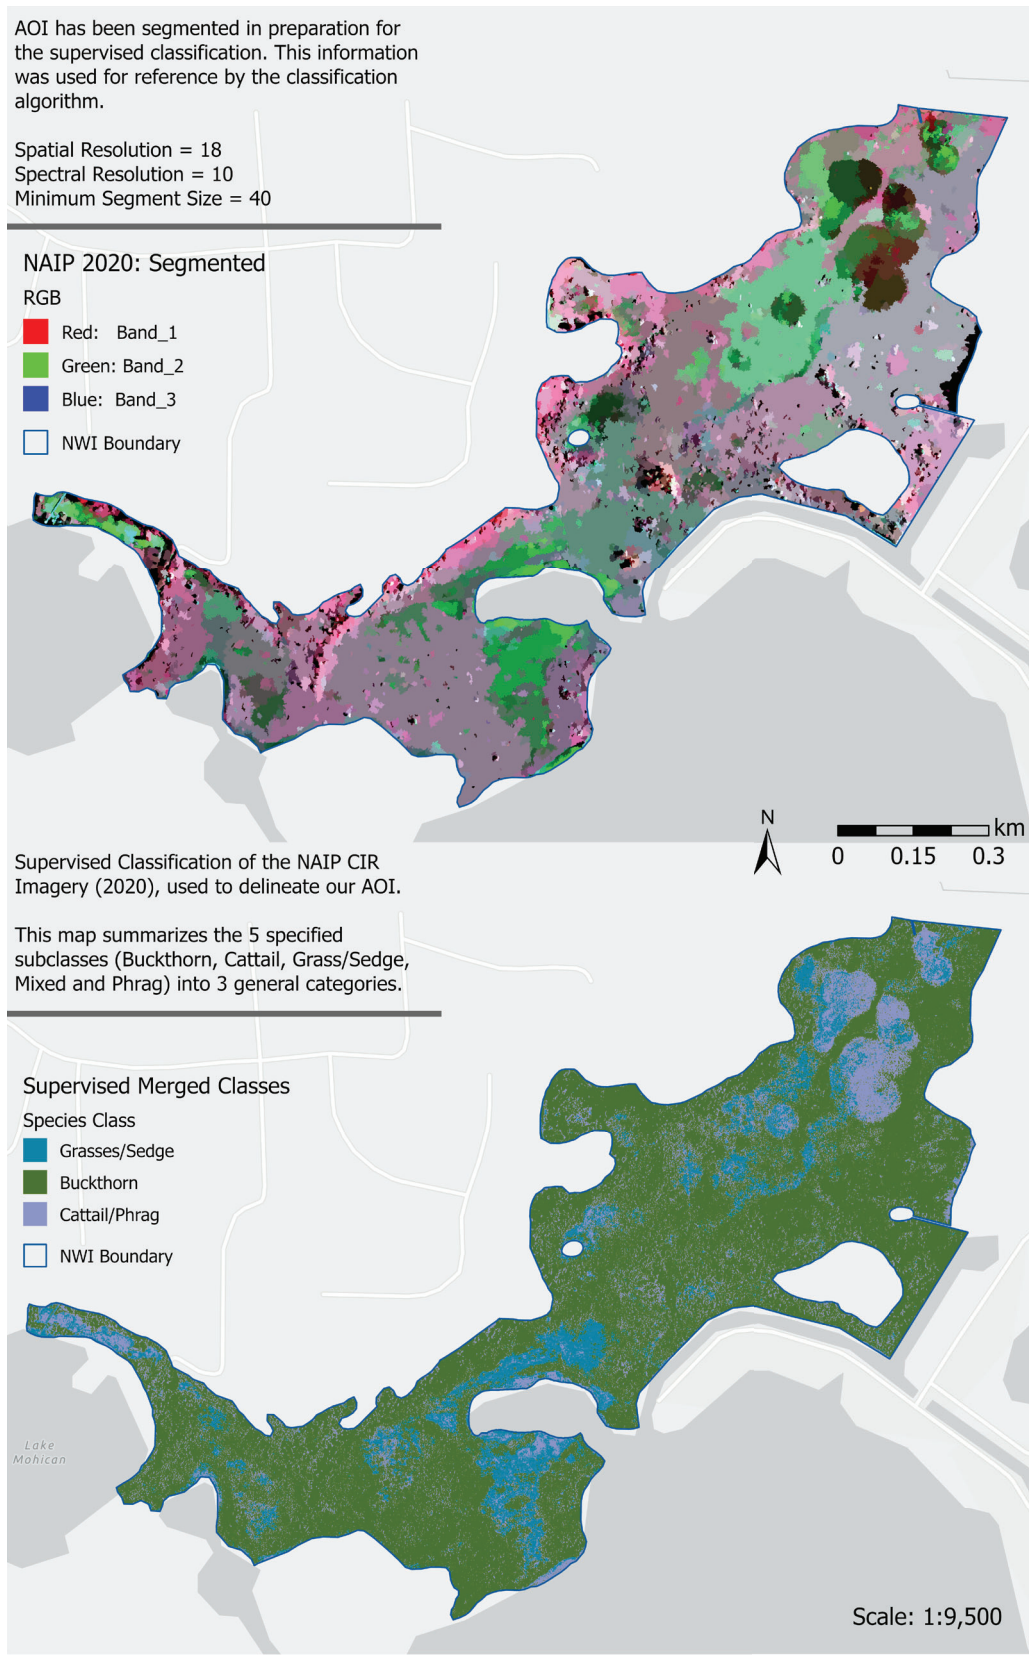 AOI has been segmented in preparation for
the supervised classification. This information
was used for reference by the classification
algorithm.
Spatial Resolution = 18
Spectral Resolution = 10
Minimum Segment Size = 40
NAIP 2020: Segmented
RGB
Red: Band_1
Green: Band_2
Blue: Band_3
NWI Boundary
N
km
0 0.15 0.3
Supervised Classification of the NAIP CIR
Imagery (2020), used to delineate our AOI.
This map summarizes the 5 specified
subclasses (Buckthorn, Cattail, Grass/Sedge,
Mixed and Phrag) into 3 general categories.
Supervised Merged Classes
Species Class
Grasses/Sedge
Buckthorn
Cattail/Phrag
NWI Boundary
Lake
Mohican
Scale: 1:9,500